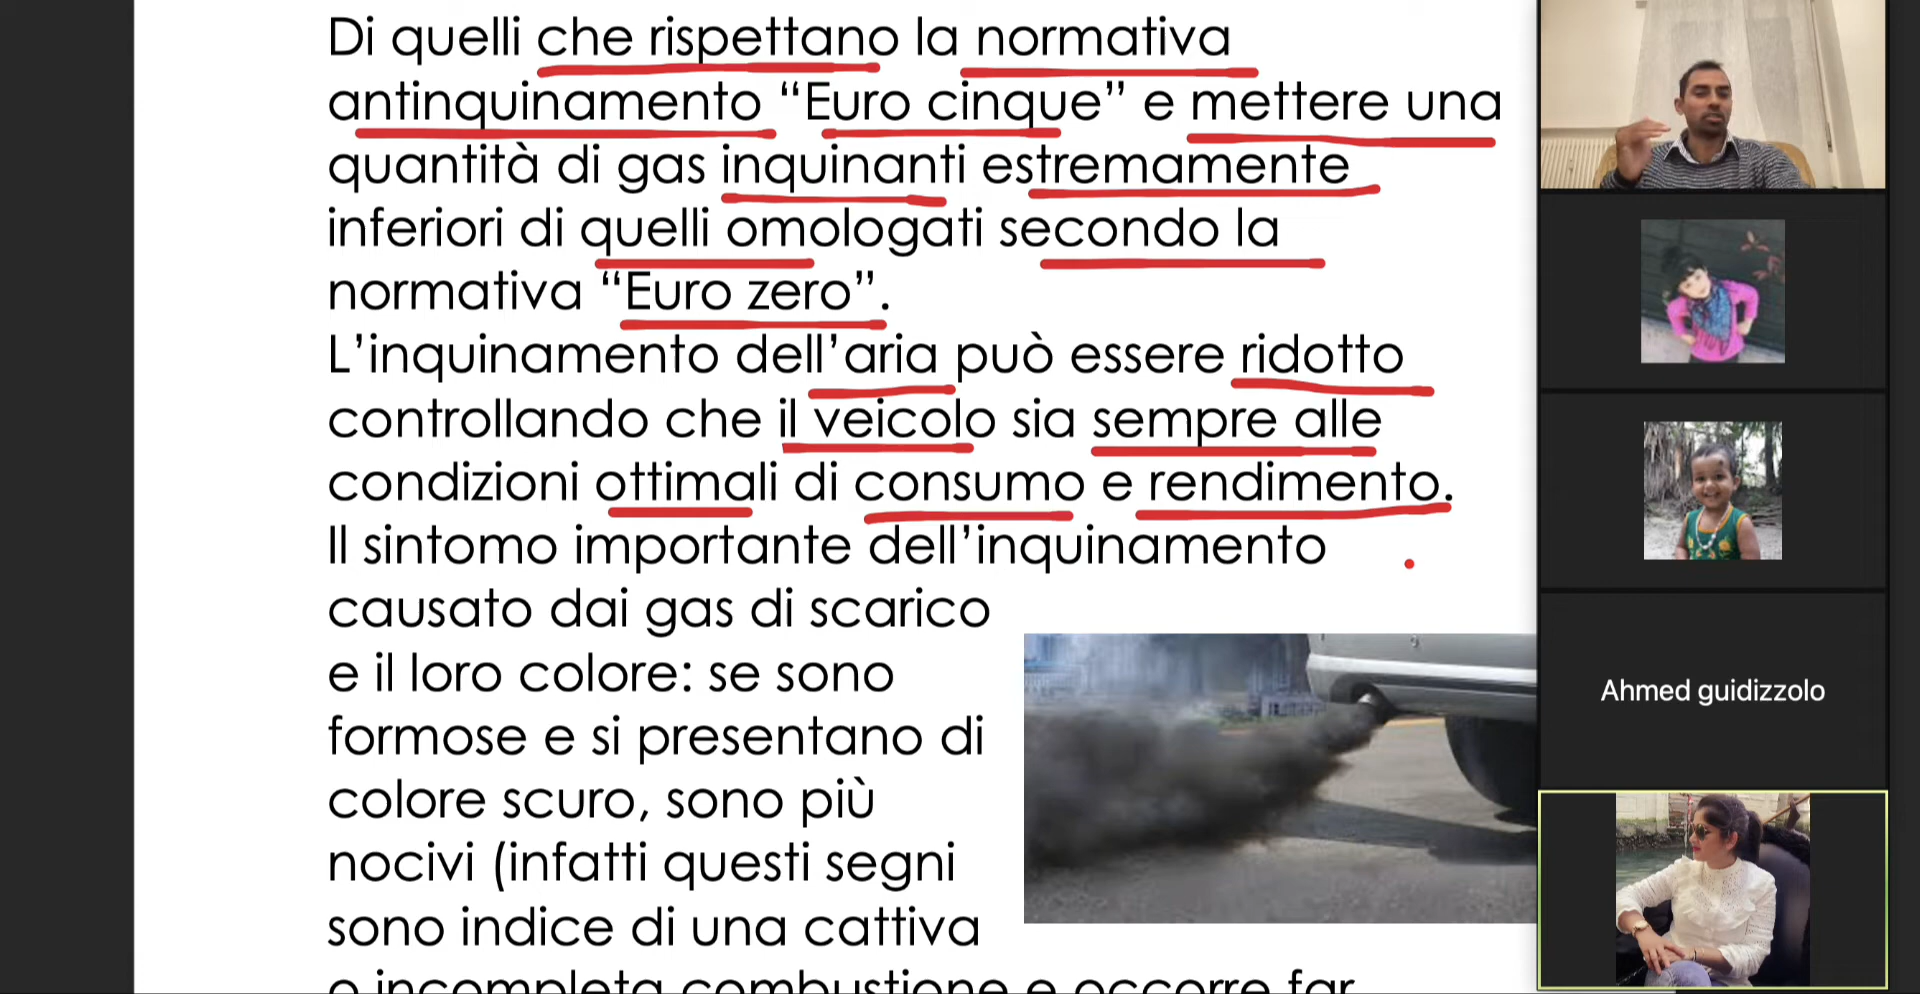 Di quelli che rispettano la normativa
antinquinamento “Euro cinque” e mettere una
quantità di gas inquinanti estremamente
inferiori di quelli omologati secondo la
normativa “Euro zero”.
L’inquinamento dell’aria può essere ridotto
controllando che il veicolo sia sempre alle
condizioni ottimali di consumo e rendimento.
Il sintomo importante dell’inquinamento
causato dai gas di scarico
e il loro colore: se sono
formose e si presentano di
colore scuro, sono più
nocivi (infatti questi segni
sono indice di una cattiva
o incompleta combustione e occorre far
Ahmed guidizzolo